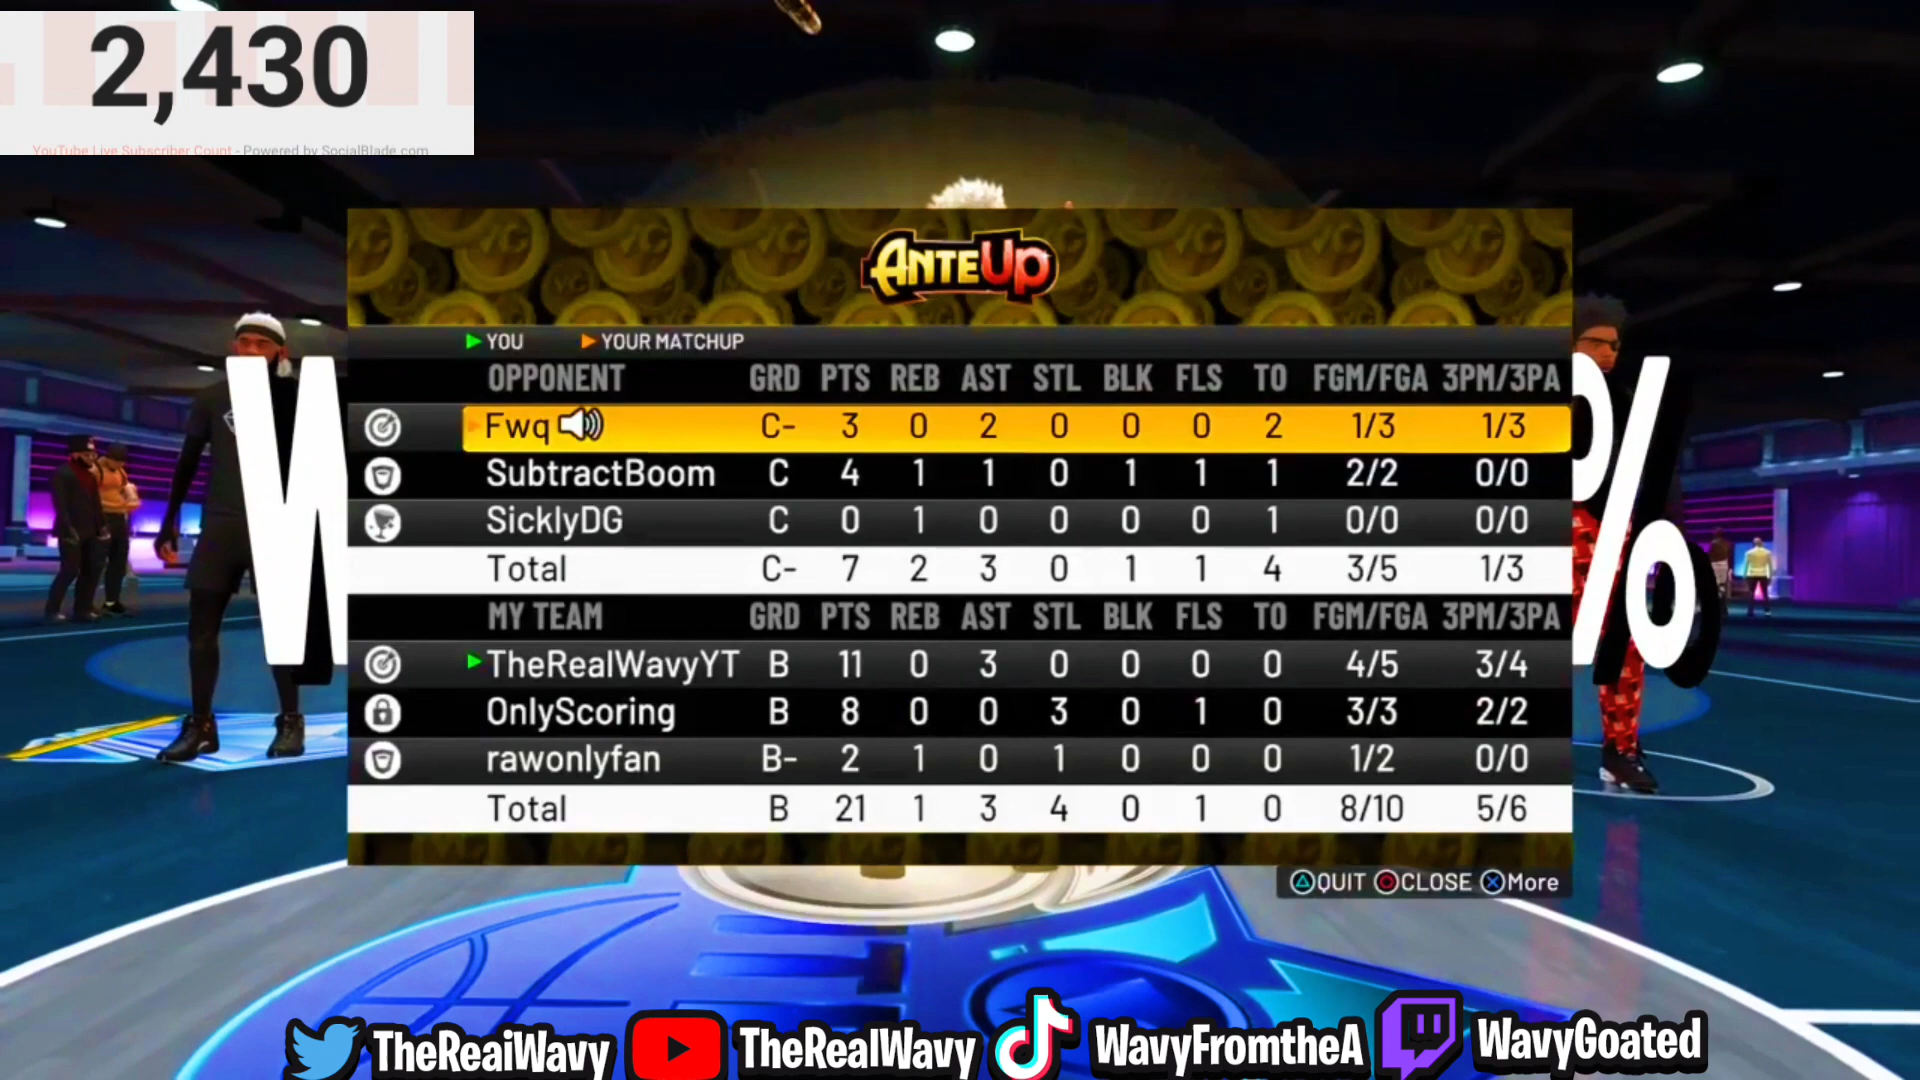 2,430
YouTube Live Subscriber Count - Powered by SocialBlade.com
ANTEUP
YOU YOUR MATCHUP
OPPONENT GRD PTS REB AST STL BLK FLS TO FGM/FGA 3PM/3PA
Fwq C- 3 0 2 0 0 0 2 1/3 1/3
SubtractBoom C 4 1 1 0 1 1 1 2/2 0/0
SicklyDG C 0 1 0 0 0 0 1 0/0 0/0
Total C- 7 2 3 0 1 1 4 3/5 1/3
MY TEAM GRD PTS REB AST STL BLK FLS TO FGM/FGA 3PM/3PA
TheRealWavyYT B 11 0 3 0 0 0 0 4/5 3/4
OnlyScoring B 8 0 0 3 0 1 0 3/3 2/2
rawonlyfan B- 2 1 0 1 0 0 0 1/2 0/0
Total B 21 1 3 4 0 1 0 8/10 5/6
W %
QUIT CLOSE More
TheReaiWavy TheRealWavy WavyFromtheA WavyGoated